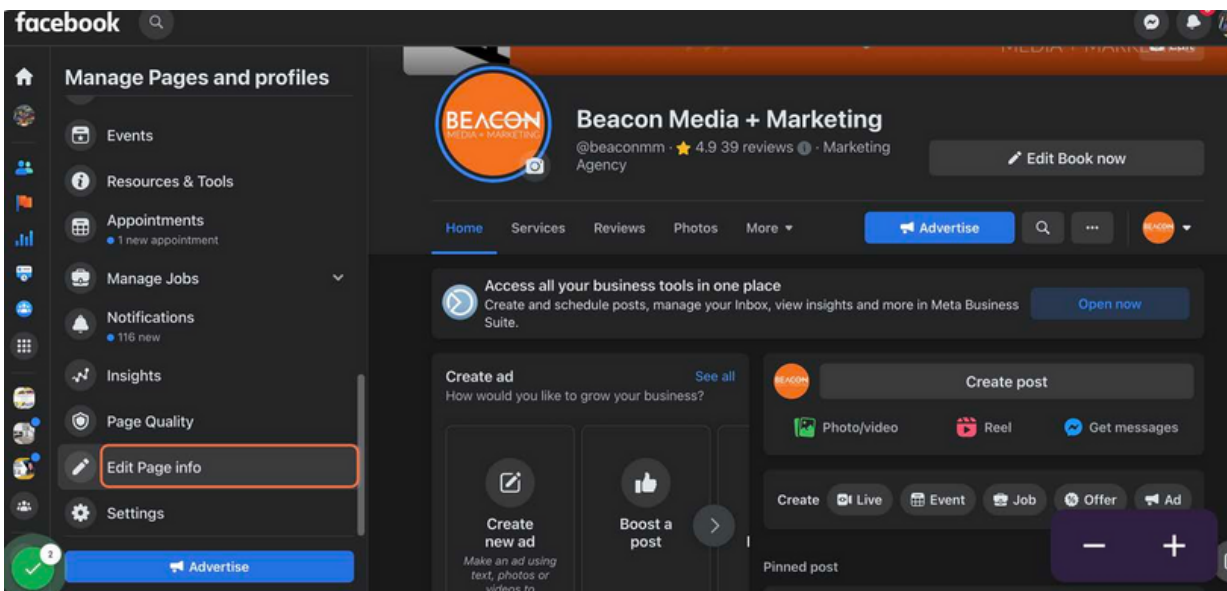 facebook
Manage Pages and profiles
Events
Resources & Tools
Appointments
1 new appointment
Manage Jobs
Notifications
116 new
Insights
Page Quality
Edit Page info
Settings
2
Advertise
BEACON
MEDIA + MARKETING
Beacon Media + Marketing
@beaconmm · 4.9 39 reviews · Marketing
Agency
Edit Book now
Home Services Reviews Photos More
Advertise
BEACON
Access all your business tools in one place
Create and schedule posts, manage your Inbox, view insights and more in Meta Business
Suite.
Open now
Create ad See all
How would you like to grow your business?
Create
new ad
Make an ad using
text, photos or
videos to
Boost a
post
BEACON
Create post
Photo/video Reel Get messages
Create Live Event Job Offer Ad
Pinned post